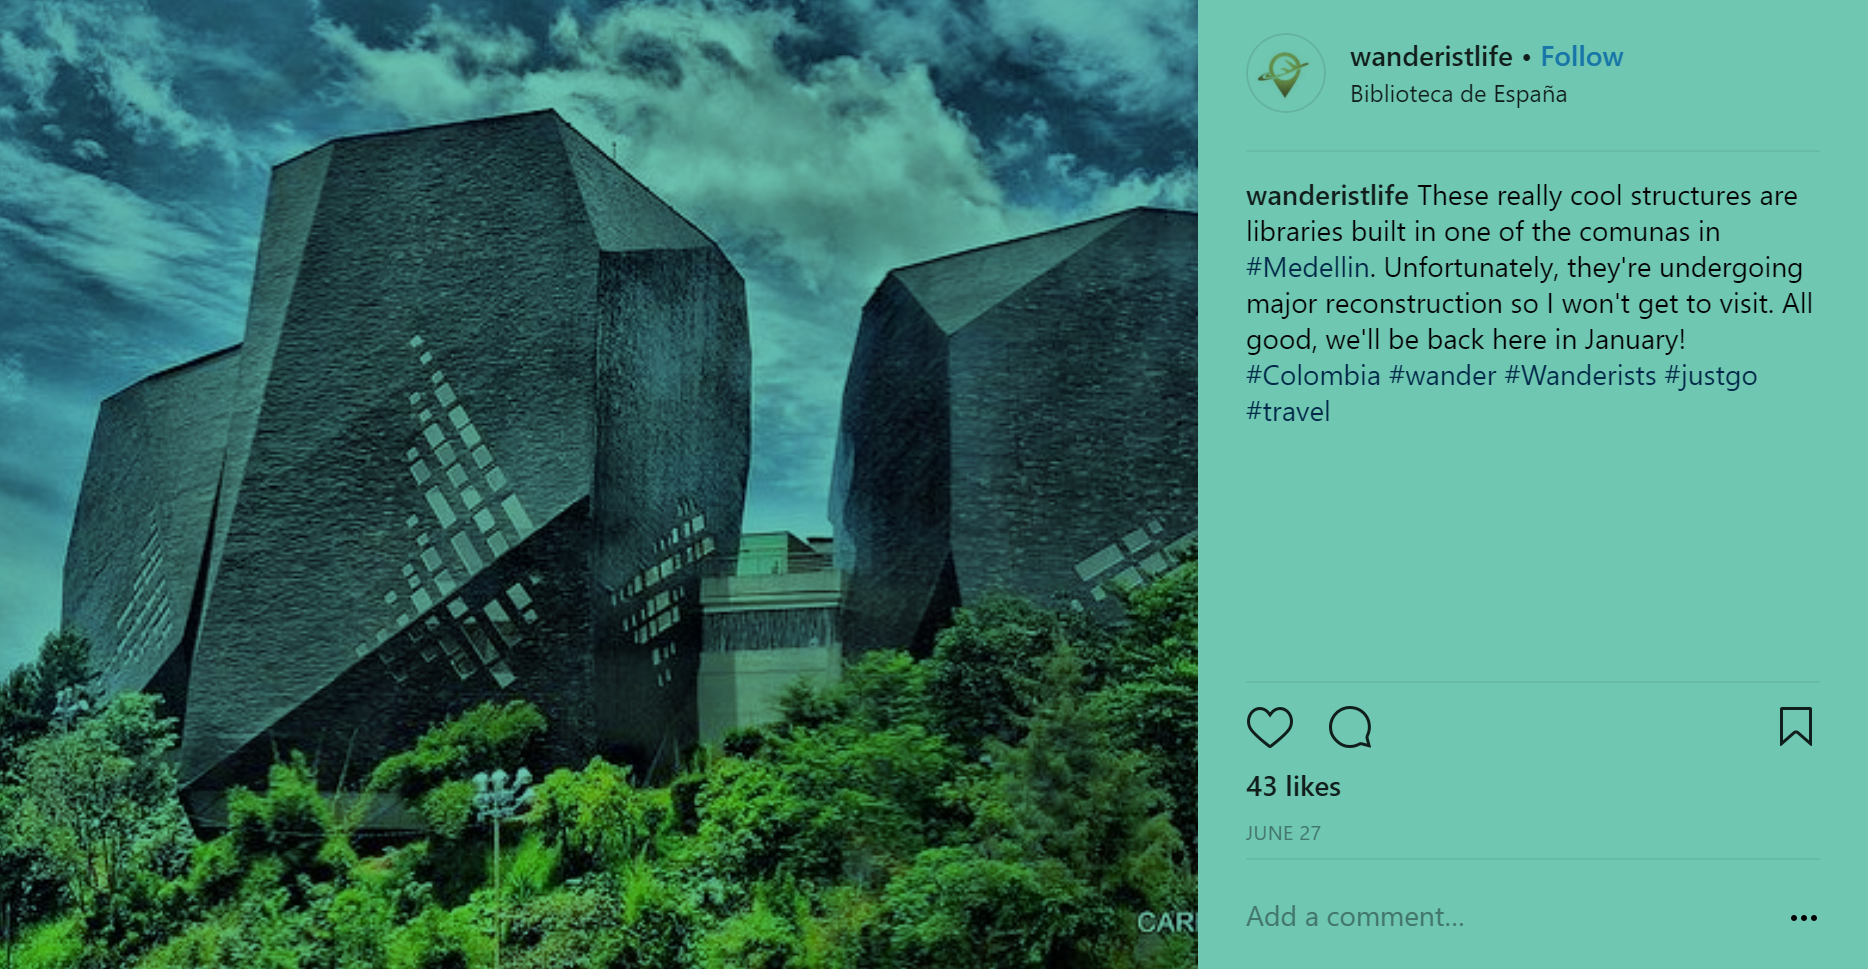 wanderistlife • Follow
Biblioteca de España
wanderistlife These really cool structures are
libraries built in one of the comunas in
#Medellin. Unfortunately, they're undergoing
major reconstruction so I won't get to visit. All
good, we'll be back here in January!
#Colombia #wander #Wanderists #justgo
#travel
43 likes
JUNE 27
Add a comment...